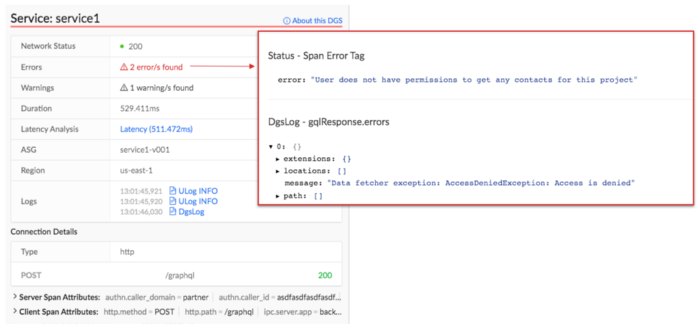 Service: service1
About this DGS
Network Status 200
Errors 2 error/s found
Warnings 1 warning/s found
Duration 529.411ms
Latency Analysis Latency (511.472ms)
ASG service1-v001
Region us-east-1
Logs
13:01:45,921 ULog INFO
13:01:45,920 ULog INFO
13:01:46,030 DgsLog
Connection Details
Type http
POST /graphql 200
Server Span Attributes: authn.caller_domain = partner authn.caller_id = asdfasdfasdfasdf...
Client Span Attributes: http.method = POST http.path = /graphql ipc.server.app = back...
Status - Span Error Tag
error: "User does not have permissions to get any contacts for this project"
DgsLog - gqlResponse.errors
▼ 0: {}
▶ extensions: {}
▶ locations: []
message: "Data fetcher exception: AccessDeniedException: Access is denied"
▶ path: []